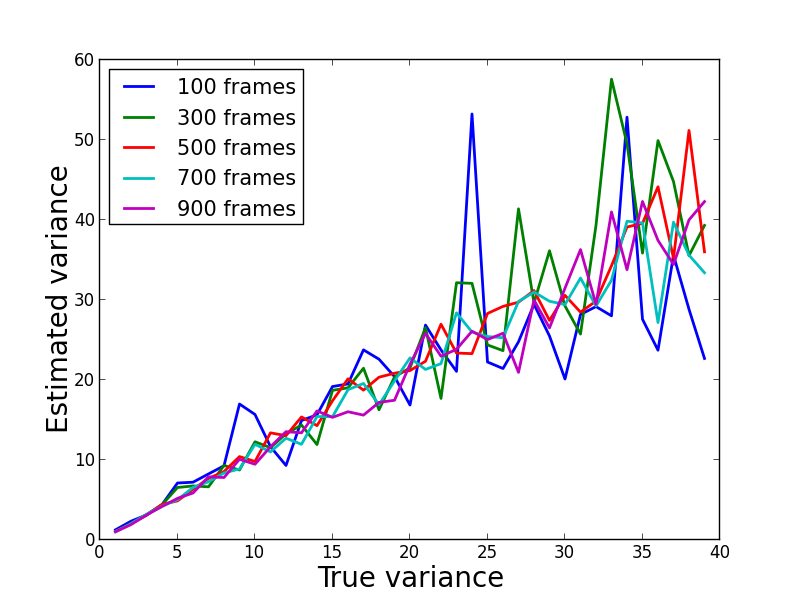 60
50
40
30
20
10
0
Estimated variance
100 frames
300 frames
500 frames
700 frames
900 frames
0 5 10 15 20 25 30 35 40
True variance